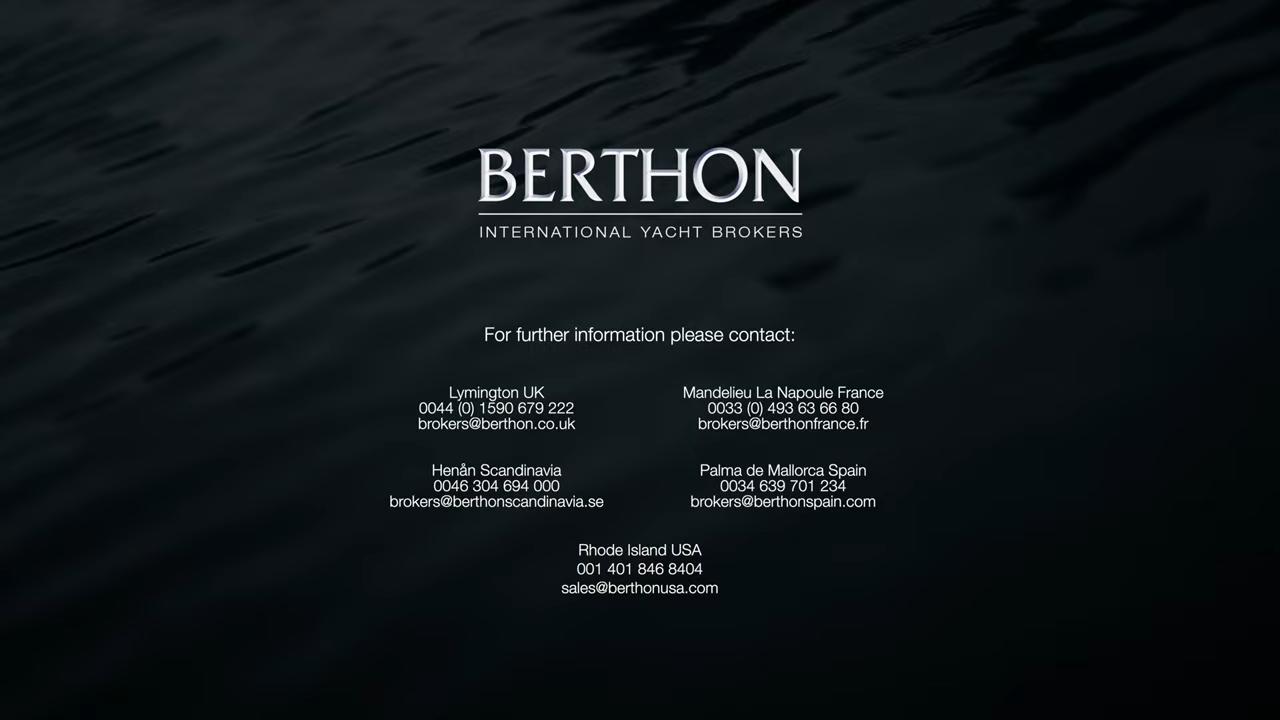 BERTHON
INTERNATIONAL YACHT BROKERS
For further information please contact:
Lymington UK
0044 (0) 1590 679 222
brokers@berthon.co.uk
Mandelieu La Napoule France
0033 (0) 493 63 66 80
brokers@berthonfrance.fr
Henån Scandinavia
0046 304 694 000
brokers@berthonscandinavia.se
Palma de Mallorca Spain
0034 639 701 234
brokers@berthonspain.com
Rhode Island USA
001 401 846 8404
sales@berthonusa.com